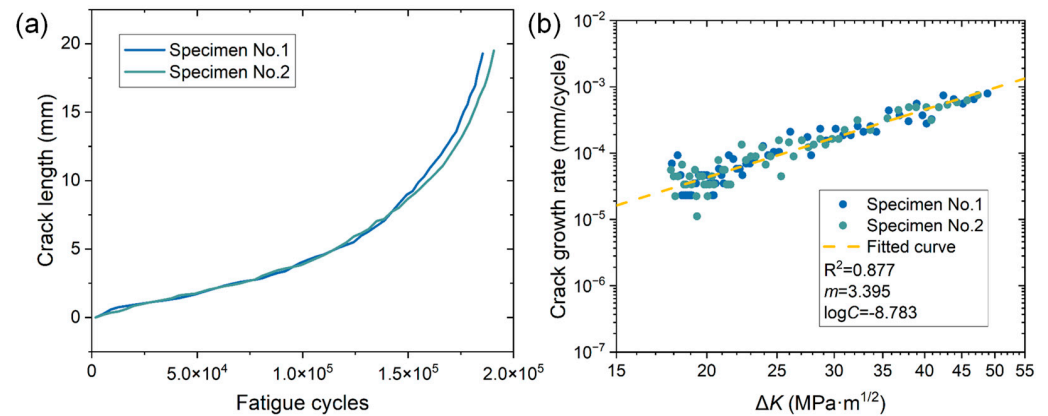 (a)
20
15
10
5
0
Crack length (mm)
Specimen No.1
Specimen No.2
0
5.0×10⁴
1.0×10⁵
1.5×10⁵
2.0×10⁵
Fatigue cycles
(b)
10⁻²
10⁻³
10⁻⁴
10⁻⁵
10⁻⁶
10⁻⁷
Crack growth rate (mm/cycle)
Specimen No.1
Specimen No.2
Fitted curve
R²=0.877
m=3.395
logC=-8.783
15
20
25
30
35
40
45
50
55
ΔK (MPa·m^1/2)